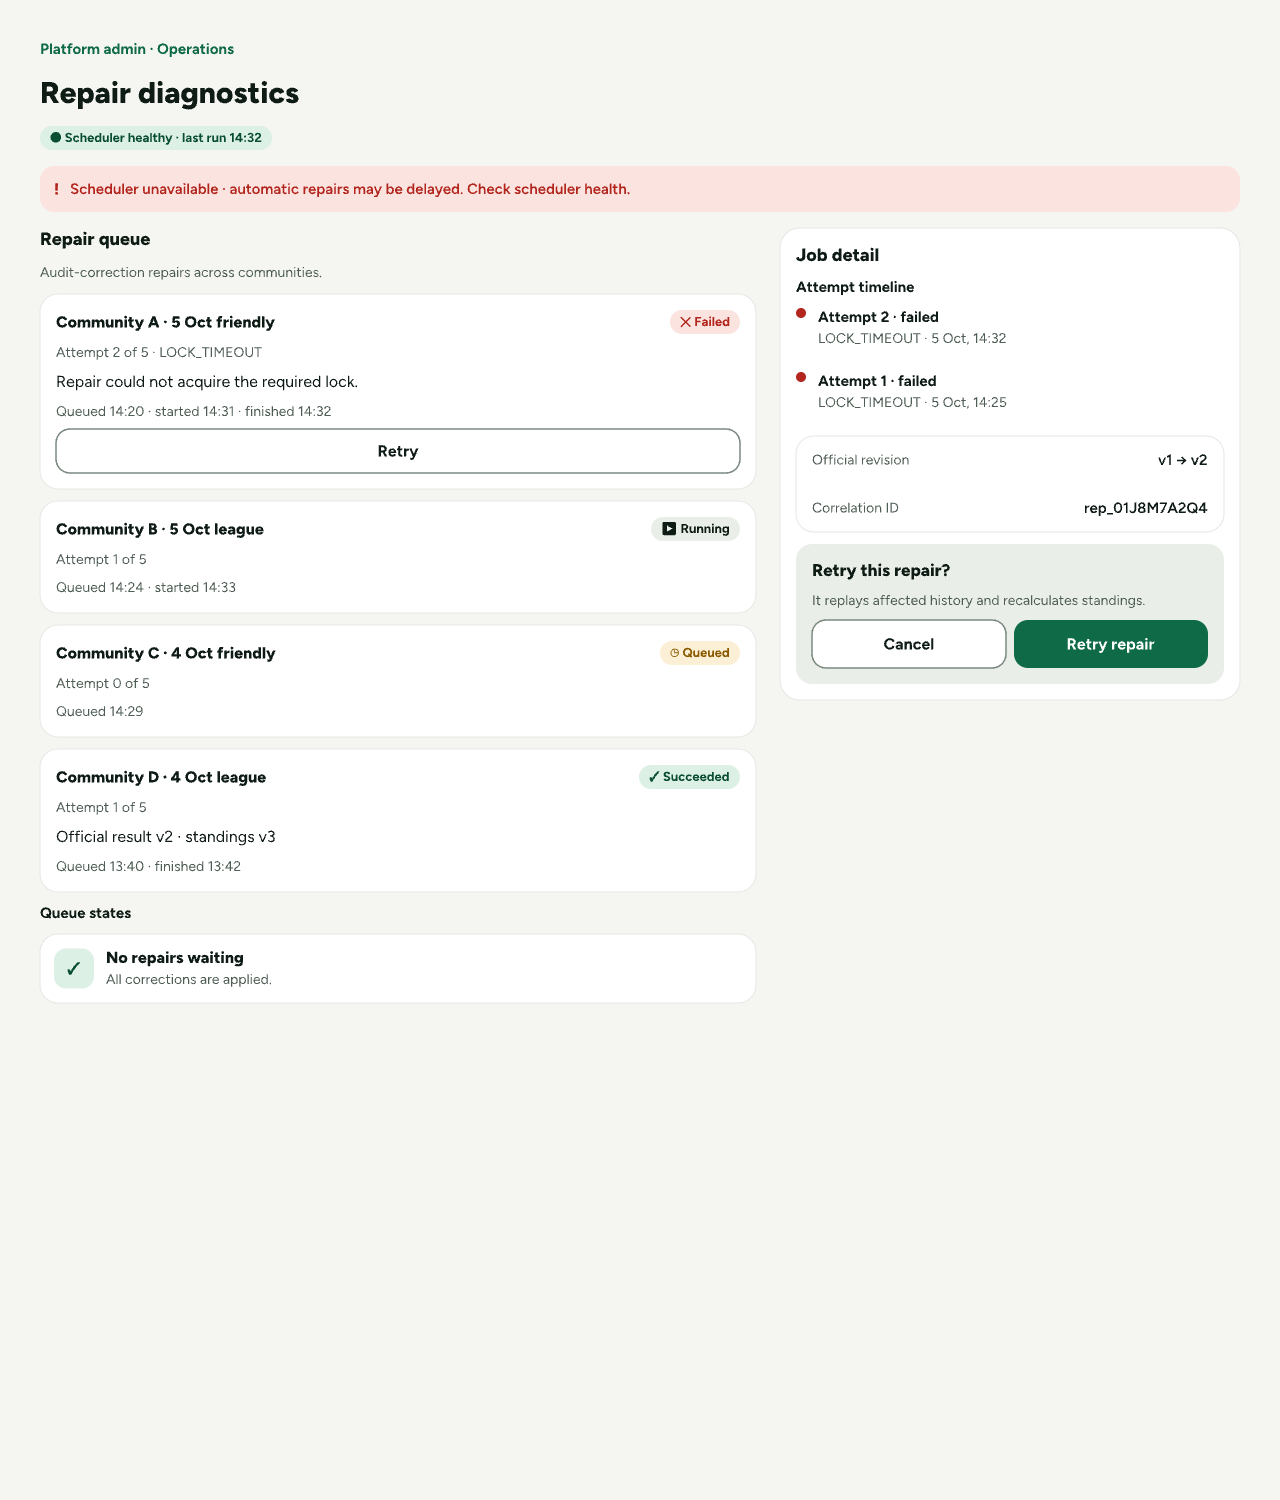 Platform admin · Operations
Repair diagnostics
● Scheduler healthy · last run 14:32
! Scheduler unavailable · automatic repairs may be delayed. Check scheduler health.
Repair queue
Audit-correction repairs across communities.
Community A · 5 Oct friendly
✕ Failed
Attempt 2 of 5 · LOCK_TIMEOUT
Repair could not acquire the required lock.
Queued 14:20 · started 14:31 · finished 14:32
Retry
Community B · 5 Oct league
▶ Running
Attempt 1 of 5
Queued 14:24 · started 14:33
Community C · 4 Oct friendly
◷ Queued
Attempt 0 of 5
Queued 14:29
Community D · 4 Oct league
✓ Succeeded
Attempt 1 of 5
Official result v2 · standings v3
Queued 13:40 · finished 13:42
Queue states
✓
No repairs waiting
All corrections are applied.
Job detail
Attempt timeline
Attempt 2 · failed
LOCK_TIMEOUT · 5 Oct, 14:32
Attempt 1 · failed
LOCK_TIMEOUT · 5 Oct, 14:25
Official revision
v1 → v2
Correlation ID
rep_01J8M7A2Q4
Retry this repair?
It replays affected history and recalculates standings.
Cancel
Retry repair